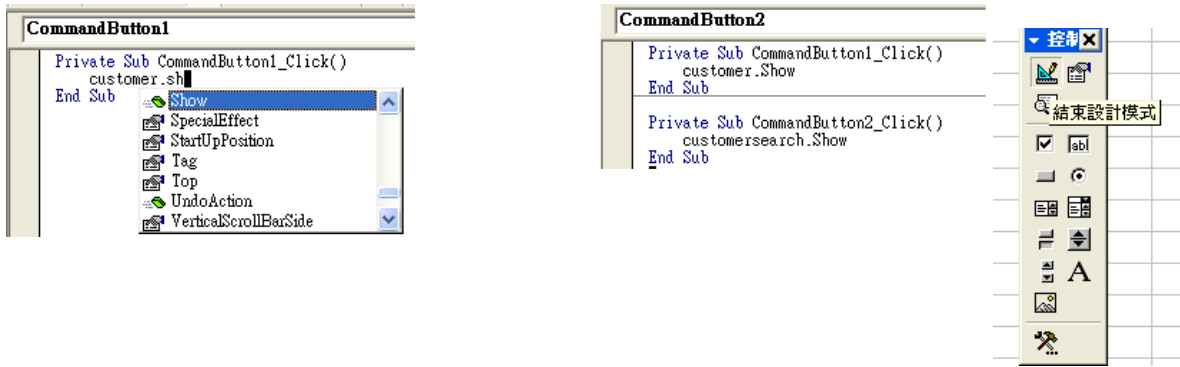 CommandButton1
Private Sub CommandButton1_Click()
customer.sh
End Sub
Show
SpecialEffect
StartUpPosition
Tag
Top
UndoAction
VerticalScrollBarSide
CommandButton2
Private Sub CommandButton1_Click()
customer.Show
End Sub
Private Sub CommandButton2_Click()
customersearch.Show
End Sub
控制
結束設計模式
abl
A